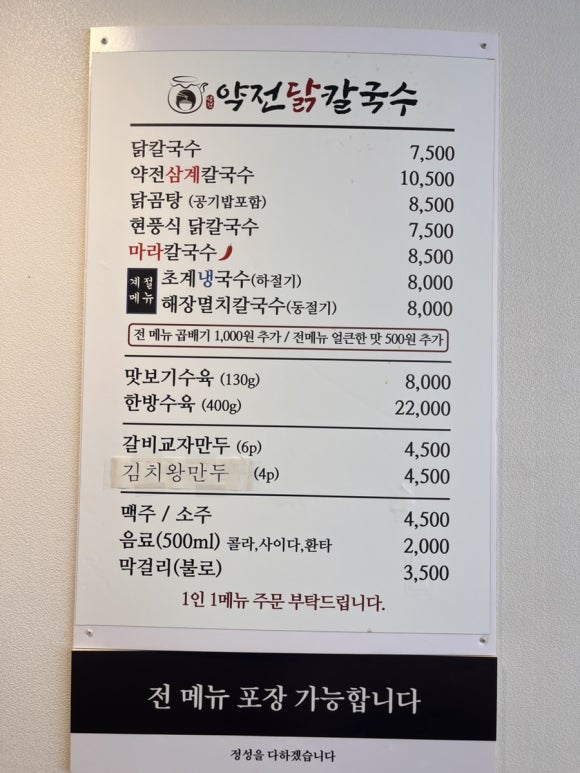 약전닭칼국수
닭칼국수 7,500
약전삼계칼국수 10,500
닭곰탕 (공기밥포함) 8,500
현풍식 닭칼국수 7,500
마라칼국수 8,500
계절메뉴
초계냉국수(하절기) 8,000
해장멸치칼국수(동절기) 8,000
전 메뉴 곱배기 1,000원 추가 / 전메뉴 얼큰한 맛 500원 추가
맛보기수육 (130g) 8,000
한방수육 (400g) 22,000
갈비교자만두 (6p) 4,500
김치왕만두 (4p) 4,500
맥주 / 소주 4,500
음료(500ml) 콜라,사이다,환타 2,000
막걸리(불로) 3,500
1인 1메뉴 주문 부탁드립니다.
전 메뉴 포장 가능합니다
정성을 다하겠습니다